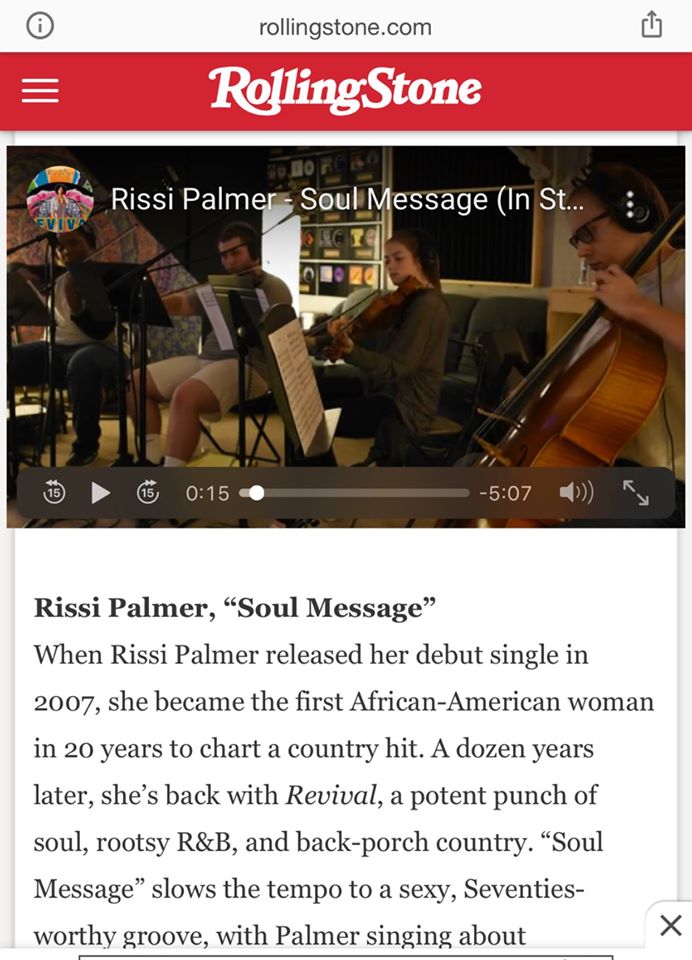 rollingstone.com
RollingStone
Rissi Palmer - Soul Message (In St...
15
15
0:15
-5:07
Rissi Palmer, “Soul Message”
When Rissi Palmer released her debut single in
2007, she became the first African-American woman
in 20 years to chart a country hit. A dozen years
later, she’s back with Revival, a potent punch of
soul, rootsy R&B, and back-porch country. “Soul
Message” slows the tempo to a sexy, Seventies-
worthy groove, with Palmer singing about